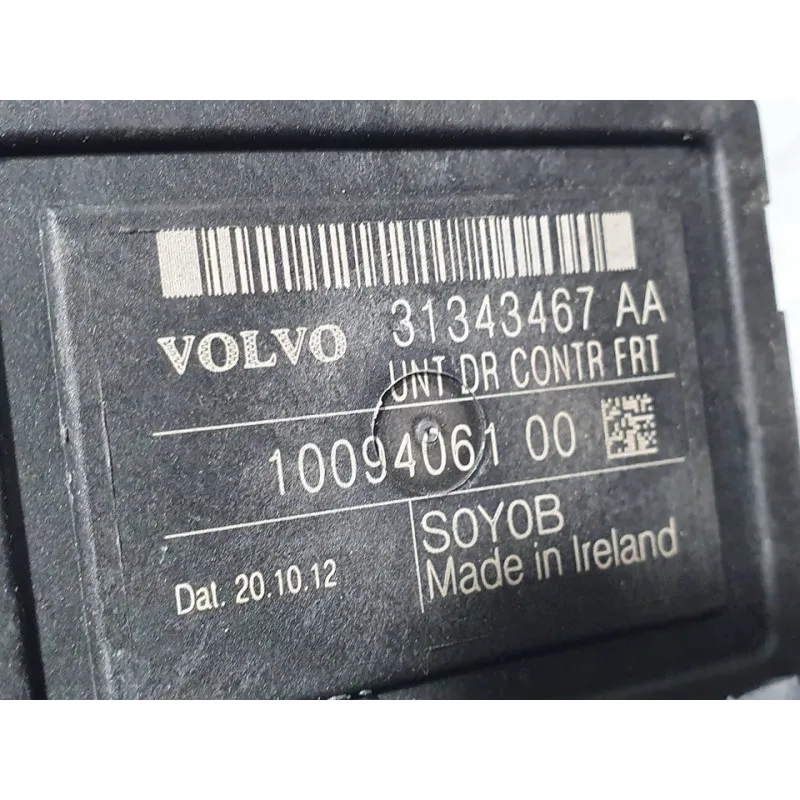 VOLVO 31343467 AA
UNT DR CONTR FRT
10094061 00
S0Y0B
Dat. 20.10.12 Made in Ireland